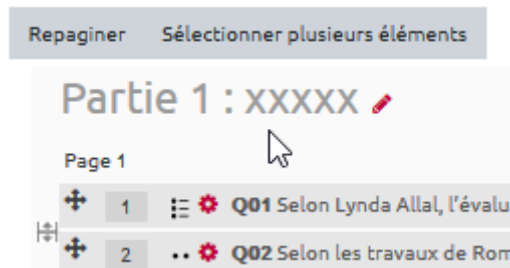 Repaginer Sélectionner plusieurs éléments
Partie 1 : xxxxx
Page 1
1 Q01 Selon Lynda Allal, l’évalu
2 Q02 Selon les travaux de Rom